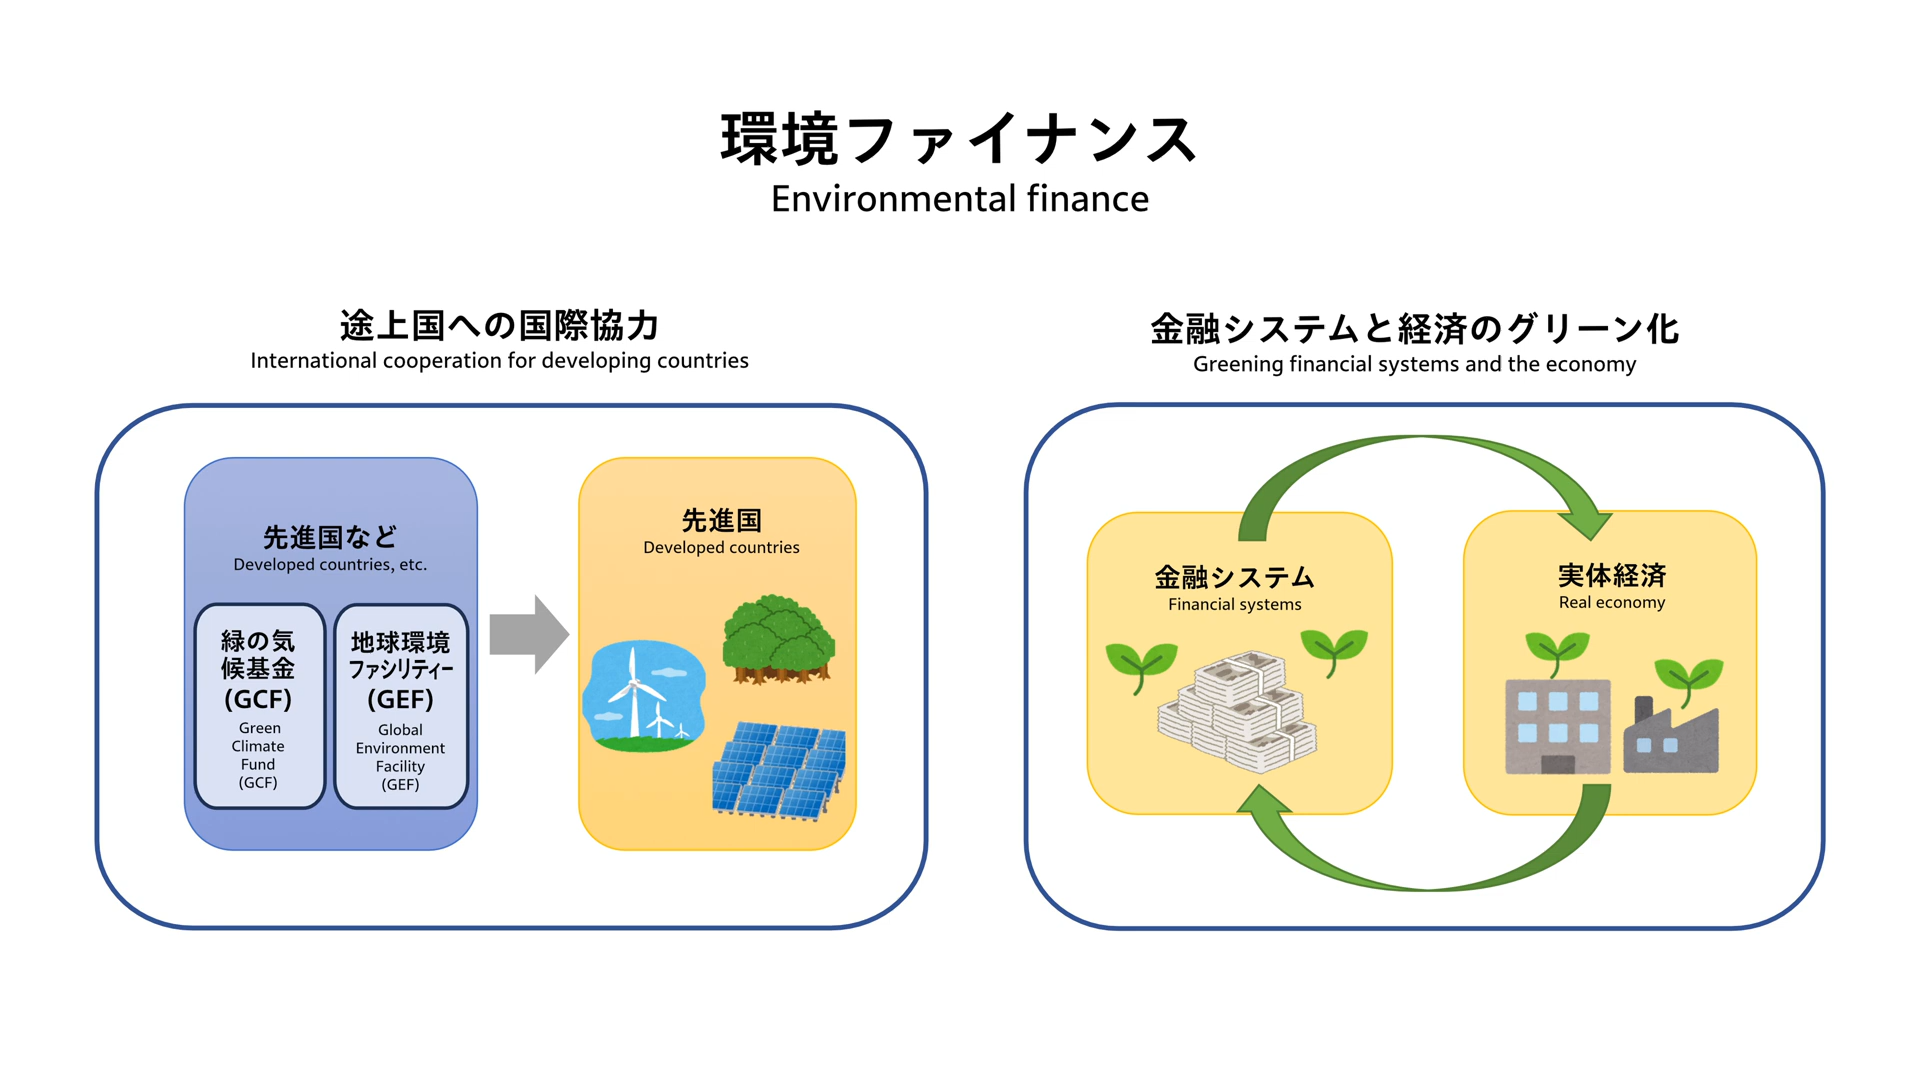 環境ファイナンス
Environmental finance
途上国への国際協力
International cooperation for developing countries
先進国など
Developed countries, etc.
緑の気
候基金
(GCF)
Green
Climate
Fund
(GCF)
地球環境
ファシリティー
(GEF)
Global
Environment
Facility
(GEF)
先進国
Developed countries
金融システムと経済のグリーン化
Greening financial systems and the economy
金融システム
Financial systems
実体経済
Real economy